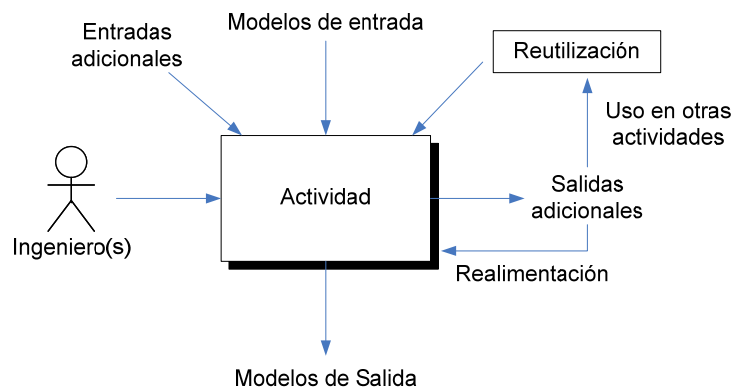 Modelos de entrada
Entradas
adicionales
Reutilización
Uso en otras
actividades
Actividad
Salidas
adicionales
Ingeniero(s)
Realimentación
Modelos de Salida